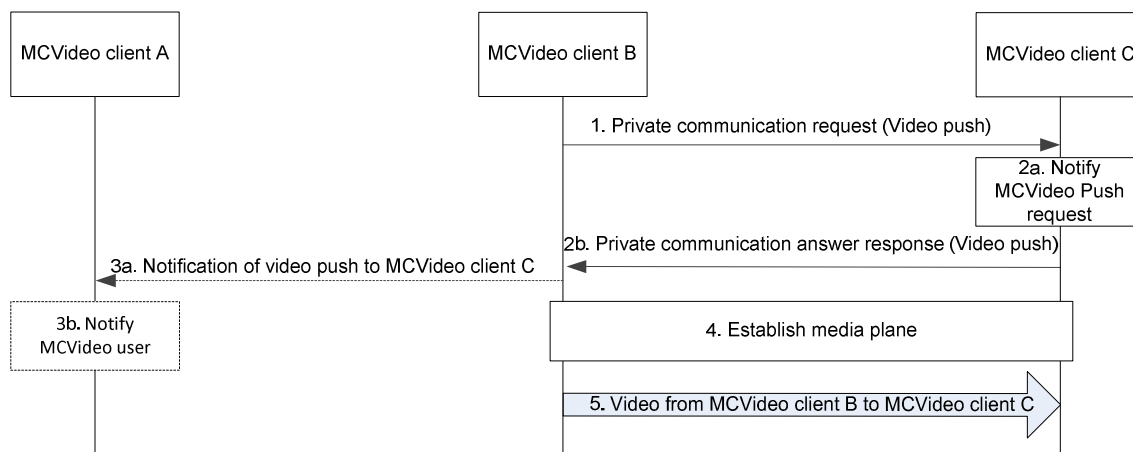 MCVideo client A
MCVideo client B
MCVideo client C
1. Private communication request (Video push)
2a. Notify
MCVideo Push
request
2b. Private communication answer response (Video push)
3a. Notification of video push to MCVideo client C
3b. Notify
MCVideo user
4. Establish media plane
5. Video from MCVideo client B to MCVideo client C